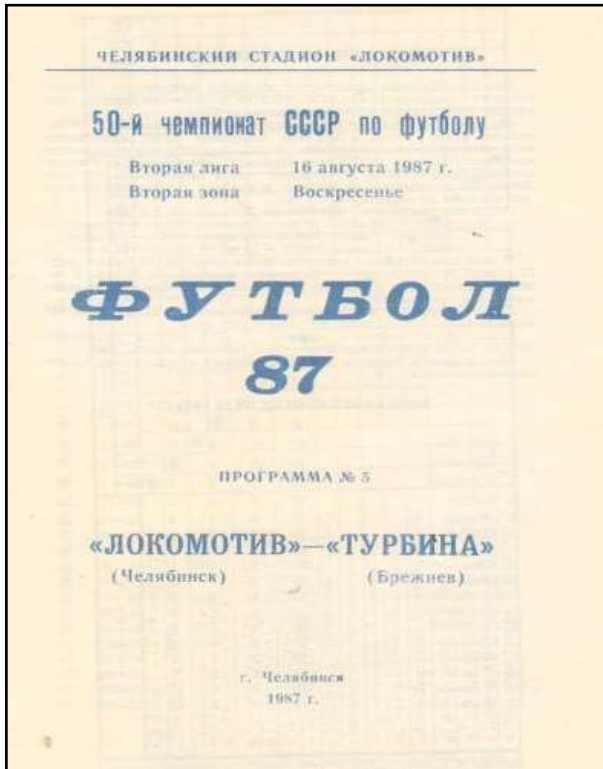 ЧЕЛЯБИНСКИЙ СТАДИОН «ЛОКОМОТИВ»
50-й чемпионат СССР по футболу
Вторая лига 16 августа 1987 г.
Вторая зона Воскресенье
ФУТБОЛ
87
ПРОГРАММА № 5
«ЛОКОМОТИВ»—«ТУРБИНА»
(Челябинск) (Брежнев)
г. Челябинск
1987 г.